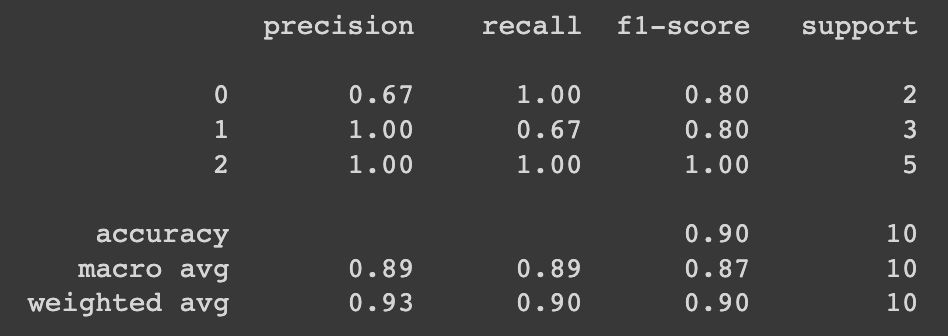 precision recall f1-score support
0 0.67 1.00 0.80 2
1 1.00 0.67 0.80 3
2 1.00 1.00 1.00 5
accuracy 0.90 10
macro avg 0.89 0.89 0.87 10
weighted avg 0.93 0.90 0.90 10